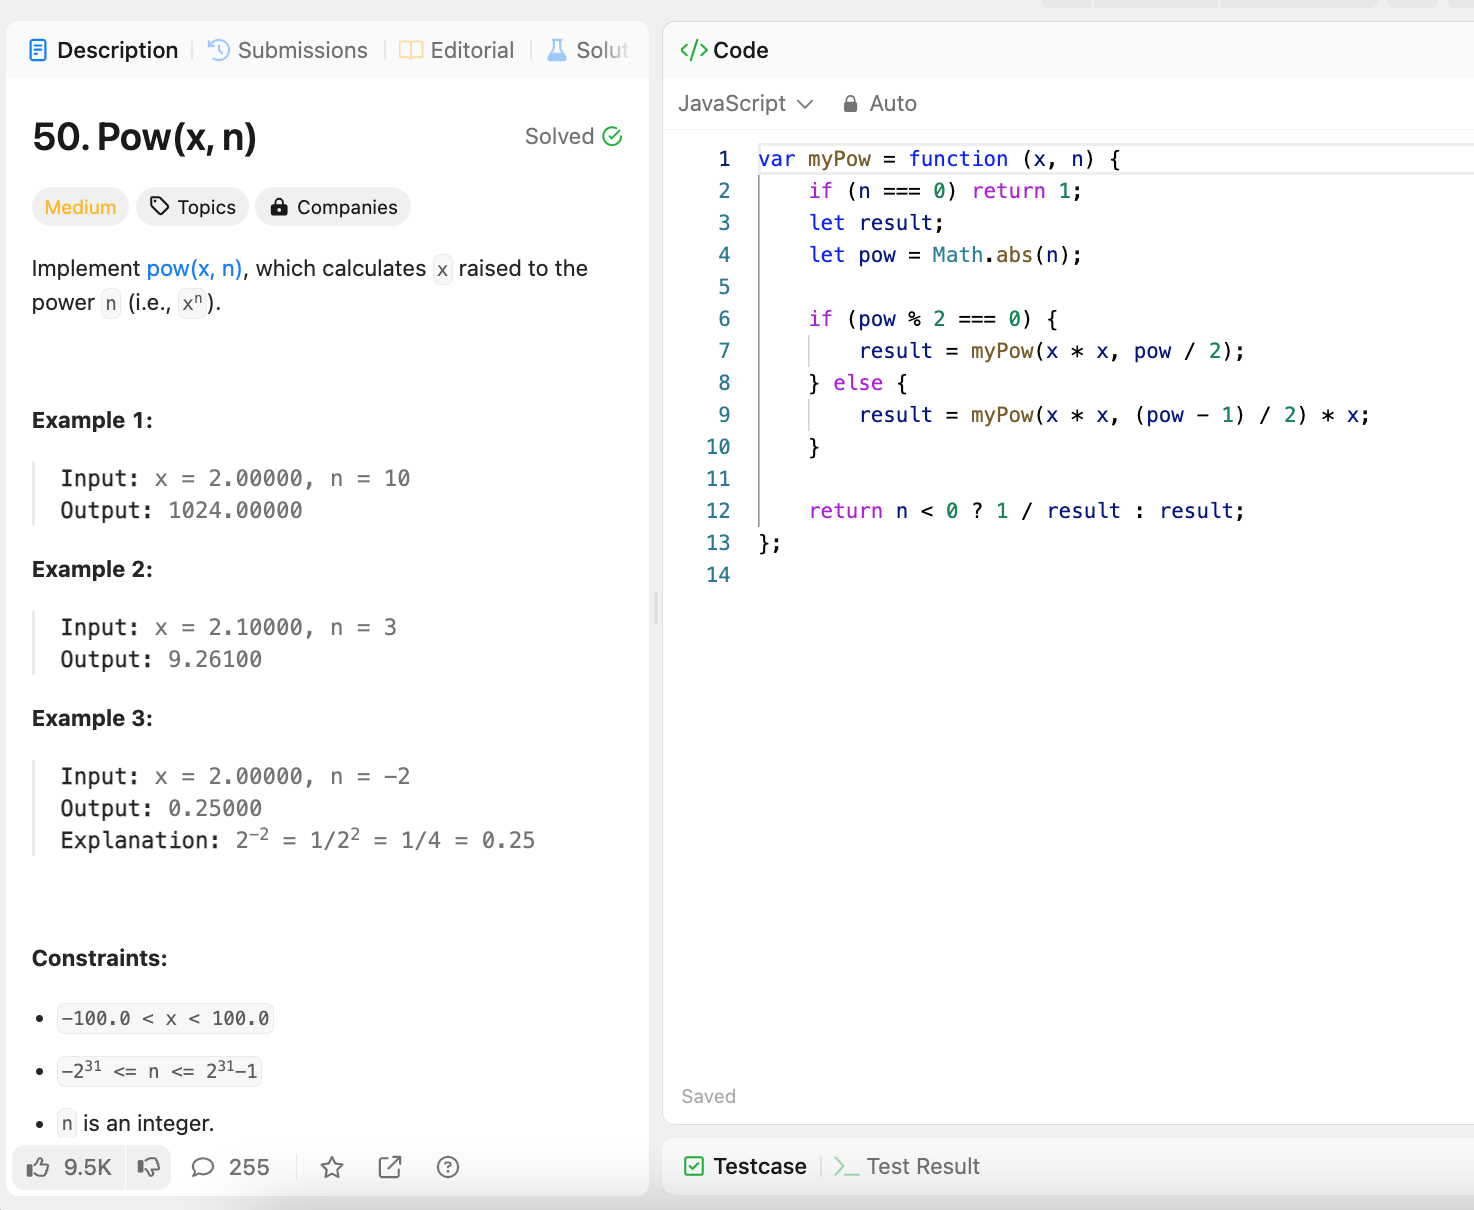 Description Submissions Editorial Solut
50. Pow(x, n)
Solved
Medium Topics Companies
Implement pow(x, n), which calculates x raised to the
power n (i.e., xⁿ).
Example 1:
Input: x = 2.00000, n = 10
Output: 1024.00000
Example 2:
Input: x = 2.10000, n = 3
Output: 9.26100
Example 3:
Input: x = 2.00000, n = -2
Output: 0.25000
Explanation: 2⁻² = 1/2² = 1/4 = 0.25
Constraints:
• -100.0 < x < 100.0
• -2³¹ <= n <= 2³¹-1
• n is an integer.
9.5K 255
</> Code
JavaScript Auto
1 var myPow = function (x, n) {
2     if (n === 0) return 1;
3     let result;
4     let pow = Math.abs(n);
5
6     if (pow % 2 === 0) {
7         result = myPow(x * x, pow / 2);
8     } else {
9         result = myPow(x * x, (pow - 1) / 2) * x;
10     }
11
12     return n < 0 ? 1 / result : result;
13 };
14
Saved
Testcase >_ Test Result